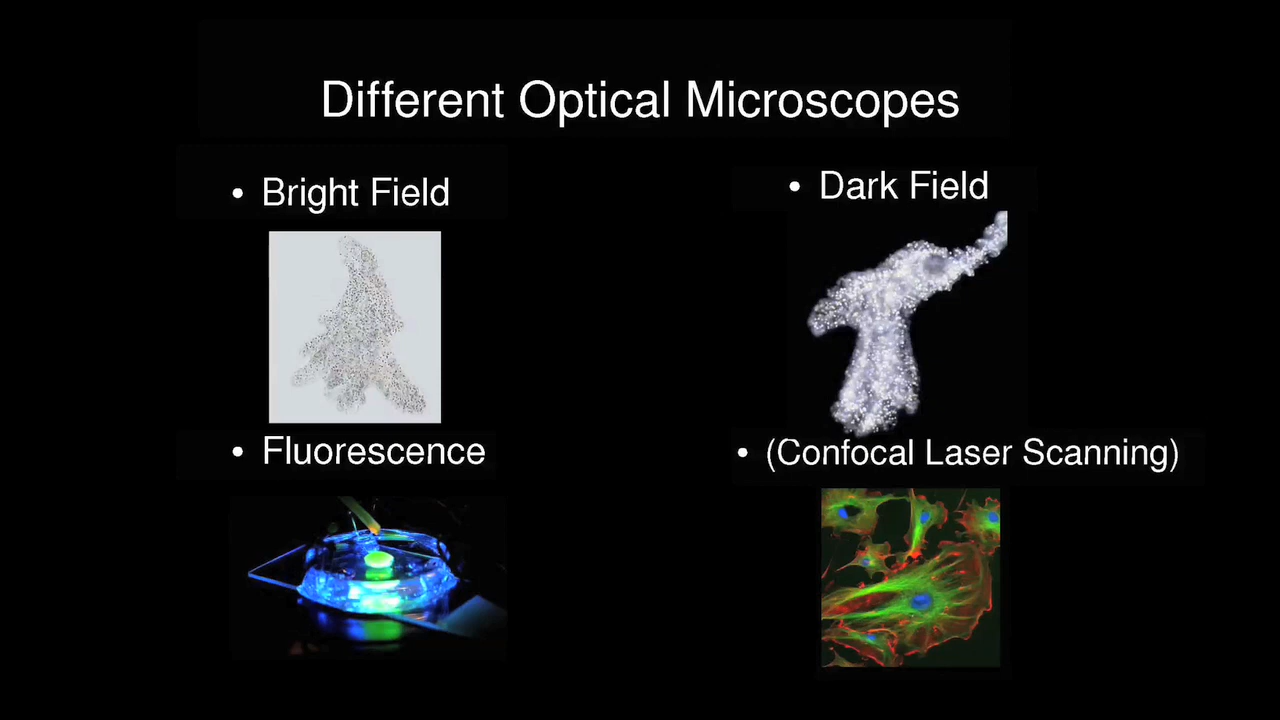 Different Optical Microscopes
• Bright Field
• Dark Field
• Fluorescence
• (Confocal Laser Scanning)